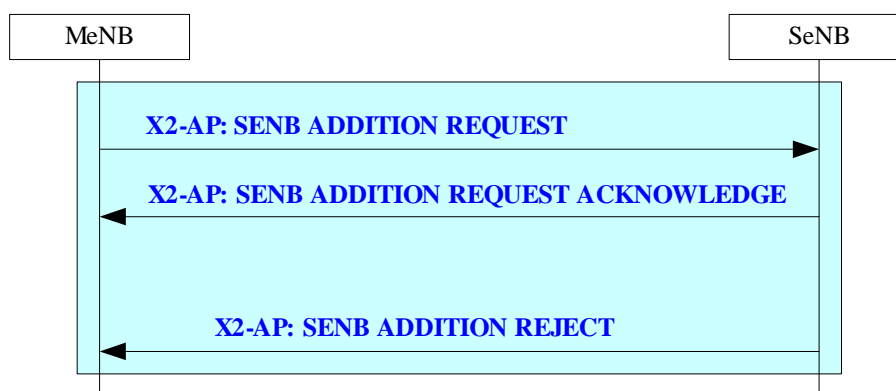 MeNB
SeNB
X2-AP: SENB ADDITION REQUEST
X2-AP: SENB ADDITION REQUEST ACKNOWLEDGE
X2-AP: SENB ADDITION REJECT